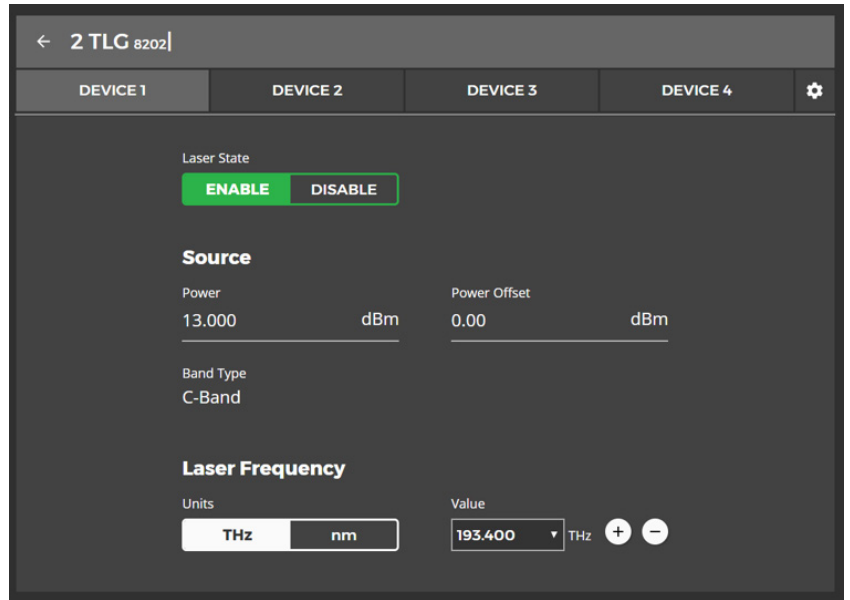 ← 2 TLG 8202
DEVICE 1 DEVICE 2 DEVICE 3 DEVICE 4
Laser State
ENABLE DISABLE
Source
Power Power Offset
13.000 dBm 0.00 dBm
Band Type
C-Band
Laser Frequency
Units Value
THz nm 193.400 ▼ THz + −